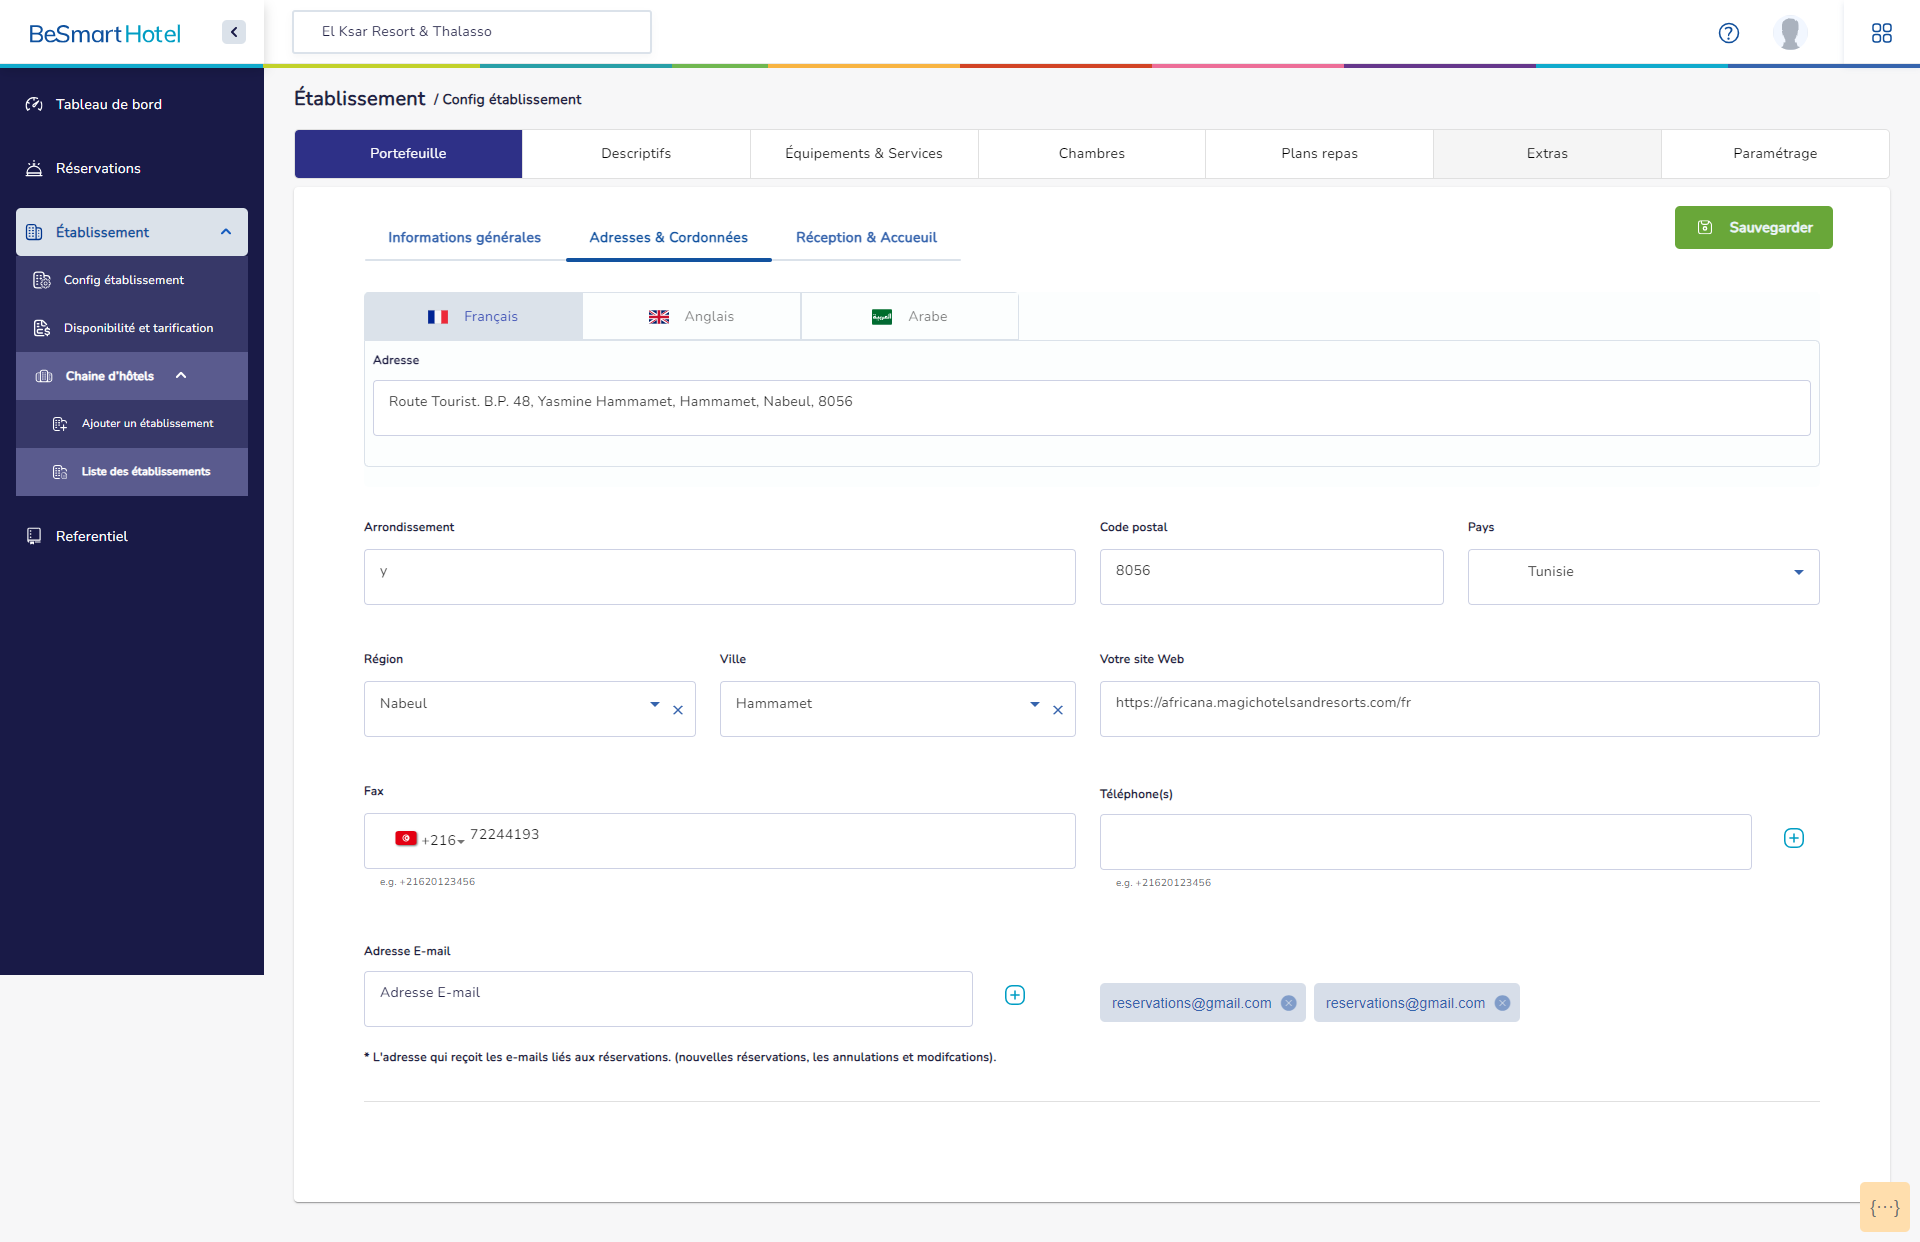 BeSmart Hotel
El Ksar Resort & Thalasso
Tableau de bord
Réservations
Établissement
Config établissement
Disponibilité et tarification
Chaine d'hôtels
Ajouter un établissement
Liste des établissements
Referentiel
Établissement / Config établissement
Portefeuille
Descriptifs
Équipements & Services
Chambres
Plans repas
Extras
Paramétrage
Informations générales
Adresses & Cordonnées
Réception & Accueuil
Sauvegarder
Français
Anglais
العربية
Arabe
Adresse
Route Tourist. B.P. 48, Yasmine Hammamet, Hammamet, Nabeul, 8056
Arrondissement
y
Code postal
8056
Pays
Tunisie
Région
Nabeul
Ville
Hammamet
Votre site Web
https://africana.magichotelsandresorts.com/fr
Fax
+216 72244193
e.g. +21620123456
Téléphone(s)
e.g. +21620123456
Adresse E-mail
Adresse E-mail
reservations@gmail.com
reservations@gmail.com
* L'adresse qui reçoit les e-mails liés aux réservations. (nouvelles réservations, les annulations et modifcations).
{···}